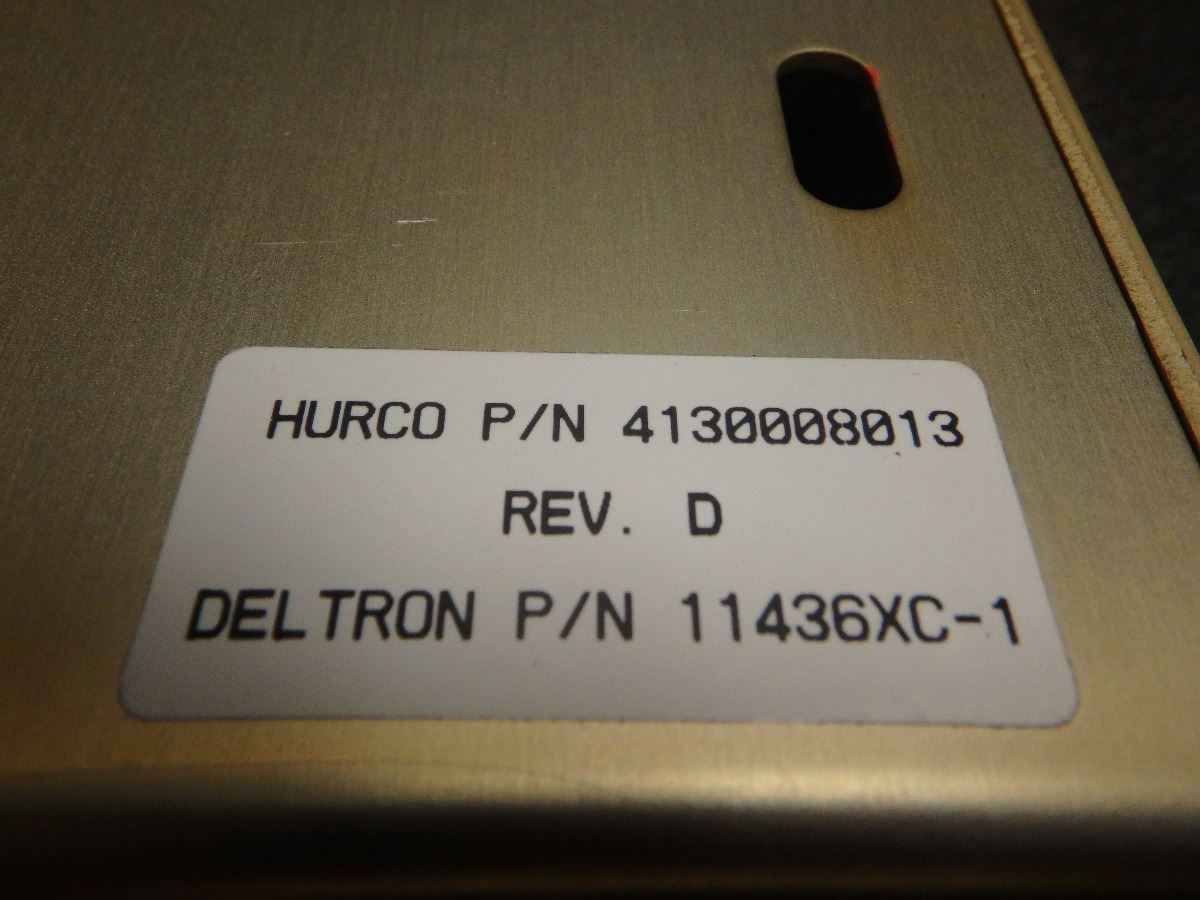 HURCO P/N 4130008013
REV. D
DELTRON P/N 11436XC-1